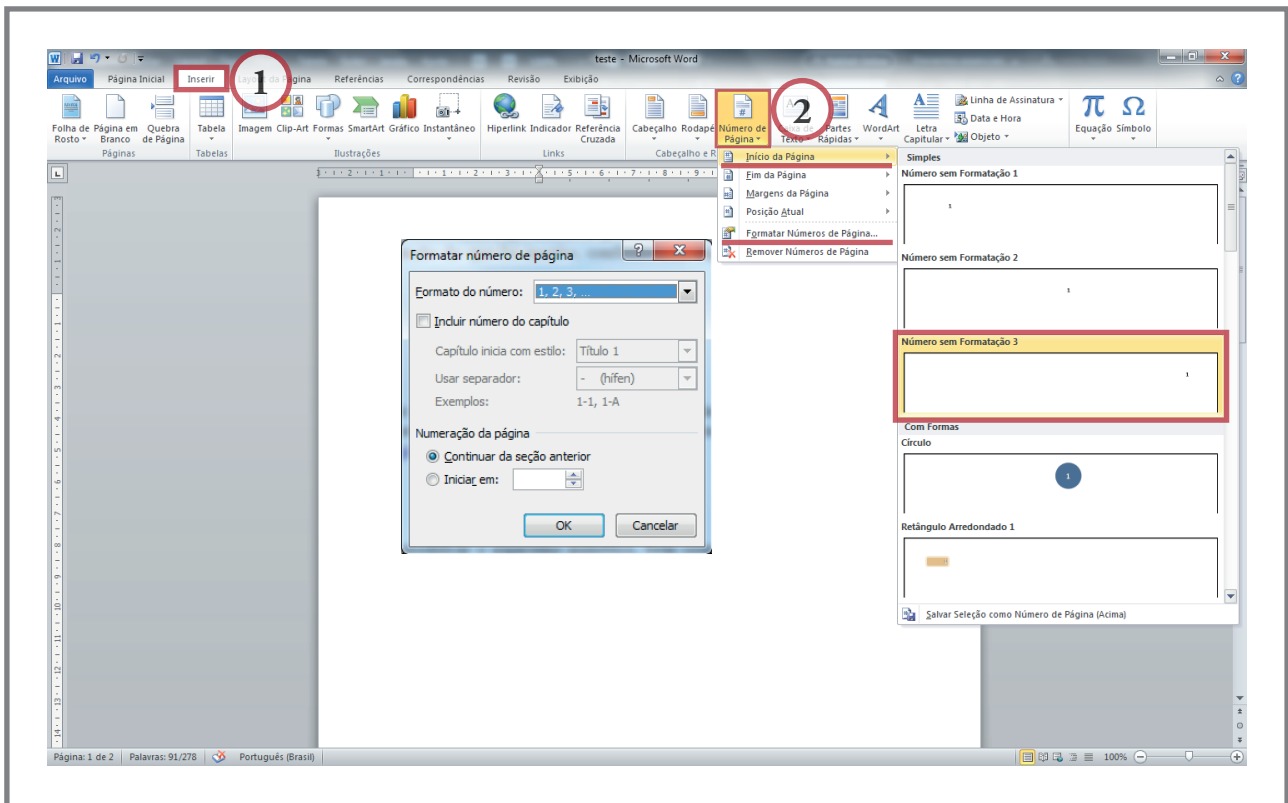 teste - Microsoft Word
Arquivo Página Inicial Inserir 1 Página Referências Correspondências Revisão Exibição
Folha de Rosto
Página em Branco
Quebra de Página
Tabela
Imagem Clip-Art Formas SmartArt Gráfico Instantâneo
Hiperlink Indicador Referência Cruzada
Cabeçalho Rodapé Número de Página
2
Texto
Partes Rápidas
WordArt
Letra Capitular
Linha de Assinatura
Data e Hora
Objeto
Equação Símbolo
Páginas Tabelas Ilustrações Links Cabeçalho e R
Início da Página
Fim da Página
Margens da Página
Posição Atual
Formatar Números de Página...
Remover Números de Página
Simples
Número sem Formatação 1
1
Número sem Formatação 2
1
Número sem Formatação 3
1
Com Formas
Círculo
1
Retângulo Arredondado 1
Salvar Seleção como Número de Página (Acima)
Formatar número de página
Formato do número: 1, 2, 3, ...
Incluir número do capítulo
Capítulo inicia com estilo: Título 1
Usar separador: - (hífen)
Exemplos: 1-1, 1-A
Numeração da página
Continuar da seção anterior
Iniciar em:
OK Cancelar
Página: 1 de 2 Palavras: 91/278 Português (Brasil) 100%